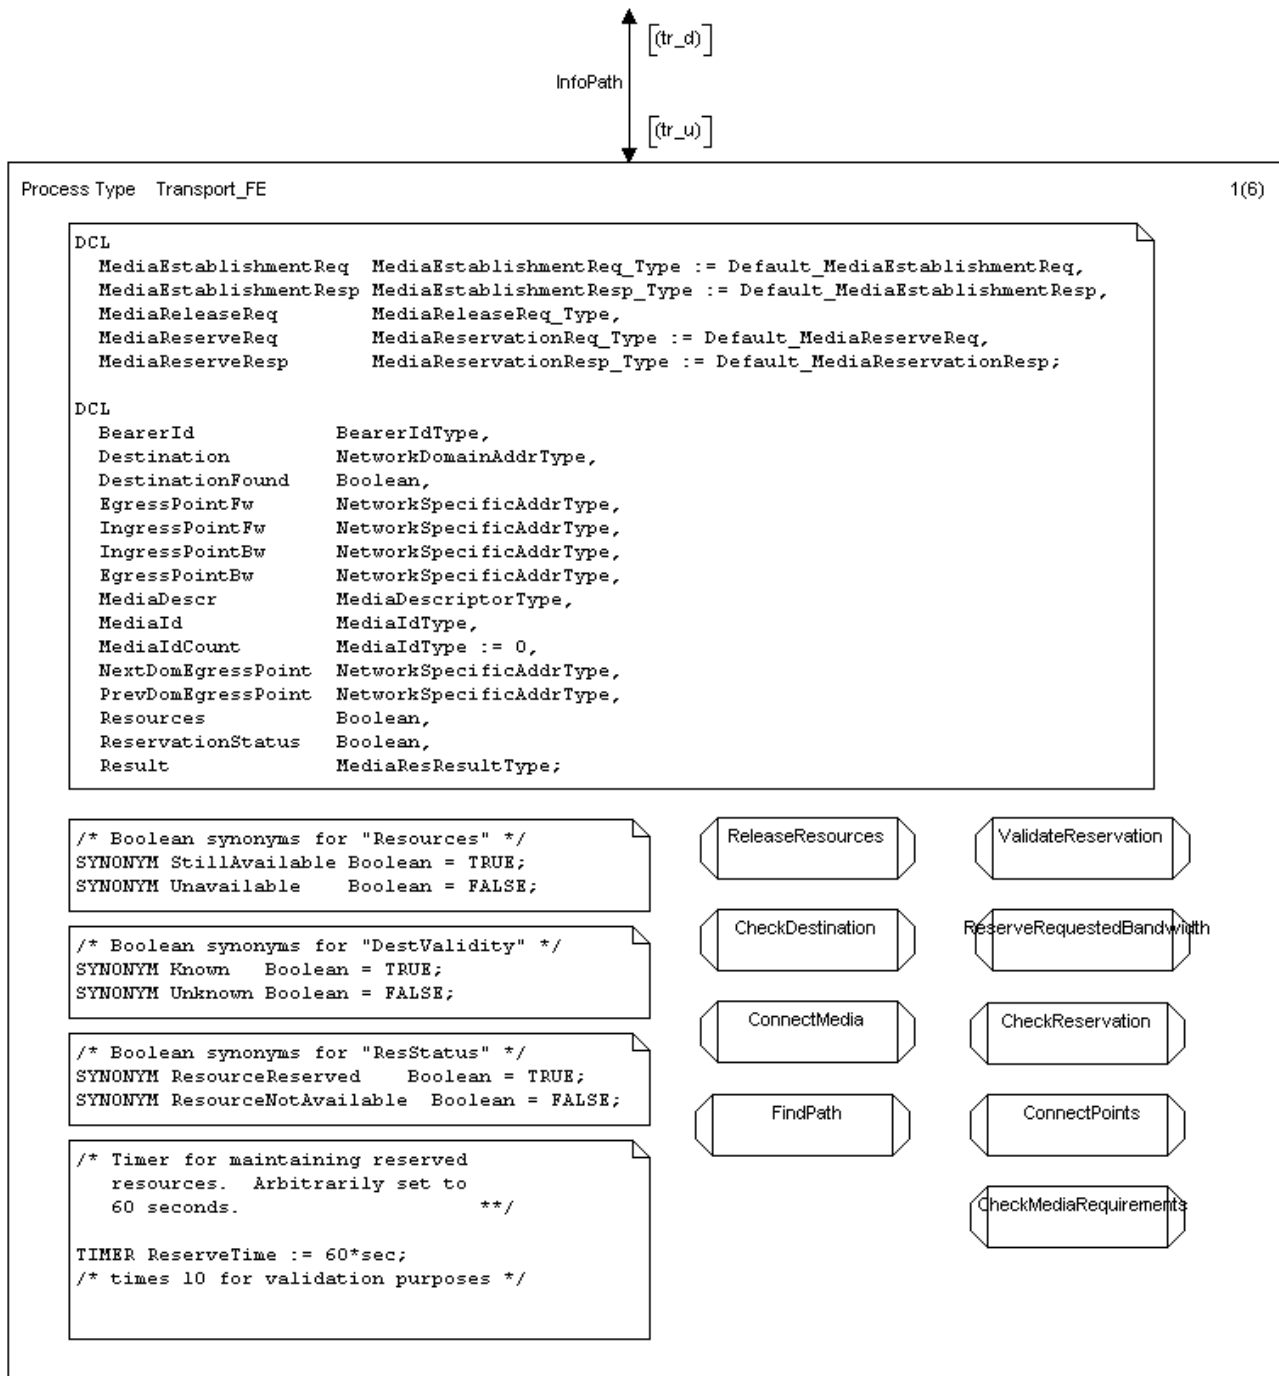 [(tr_d)]
InfoPath
[(tr_u)]
Process Type Transport_FE 1(6)
DCL
MediaEstablishmentReq MediaEstablishmentReq_Type := Default_MediaEstablishmentReq,
MediaEstablishmentResp MediaEstablishmentResp_Type := Default_MediaEstablishmentResp,
MediaReleaseReq MediaReleaseReq_Type,
MediaReserveReq MediaReservationReq_Type := Default_MediaReserveReq,
MediaReserveResp MediaReservationResp_Type := Default_MediaReservationResp;
DCL
BearerId BearerIdType,
Destination NetworkDomainAddrType,
DestinationFound Boolean,
EgressPointFw NetworkSpecificAddrType,
IngressPointFw NetworkSpecificAddrType,
IngressPointBw NetworkSpecificAddrType,
EgressPointBw NetworkSpecificAddrType,
MediaDescr MediaDescriptorType,
MediaId MediaIdType,
MediaIdCount MediaIdType := 0,
NextDomEgressPoint NetworkSpecificAddrType,
PrevDomEgressPoint NetworkSpecificAddrType,
Resources Boolean,
ReservationStatus Boolean,
Result MediaResResultType;
/* Boolean synonyms for "Resources" */
SYNONYM StillAvailable Boolean = TRUE;
SYNONYM Unavailable Boolean = FALSE;
/* Boolean synonyms for "DestValidity" */
SYNONYM Known Boolean = TRUE;
SYNONYM Unknown Boolean = FALSE;
/* Boolean synonyms for "ResStatus" */
SYNONYM ResourceReserved Boolean = TRUE;
SYNONYM ResourceNotAvailable Boolean = FALSE;
/* Timer for maintaining reserved
resources. Arbitrarily set to
60 seconds. **/
TIMER ReserveTime := 60*sec;
/* times 10 for validation purposes */
ReleaseResources
ValidateReservation
CheckDestination
ReserveRequestedBandwidth
ConnectMedia
CheckReservation
FindPath
ConnectPoints
CheckMediaRequirements